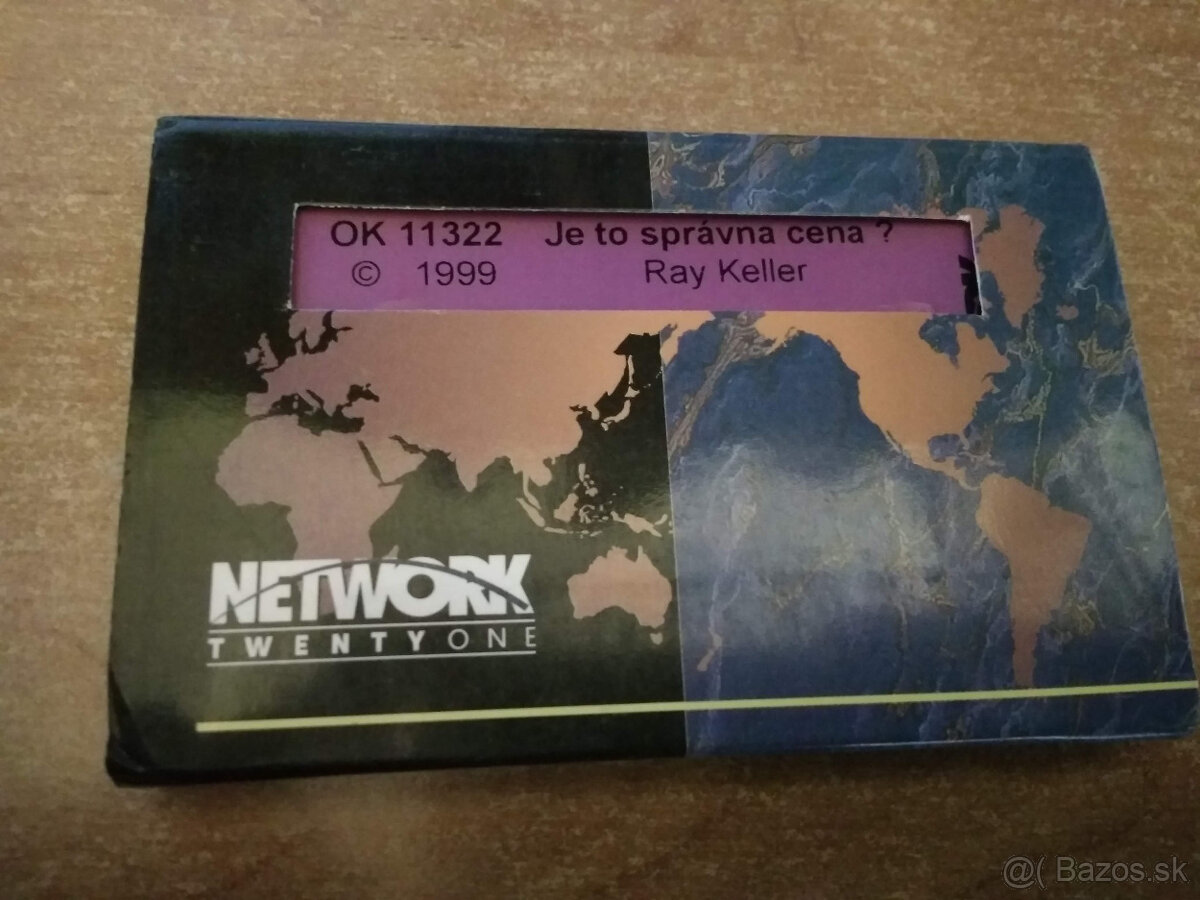 OK 11322 Je to správna cena ?
© 1999 Ray Keller
NETWORK
TWENTYONE
@( Bazos.sk